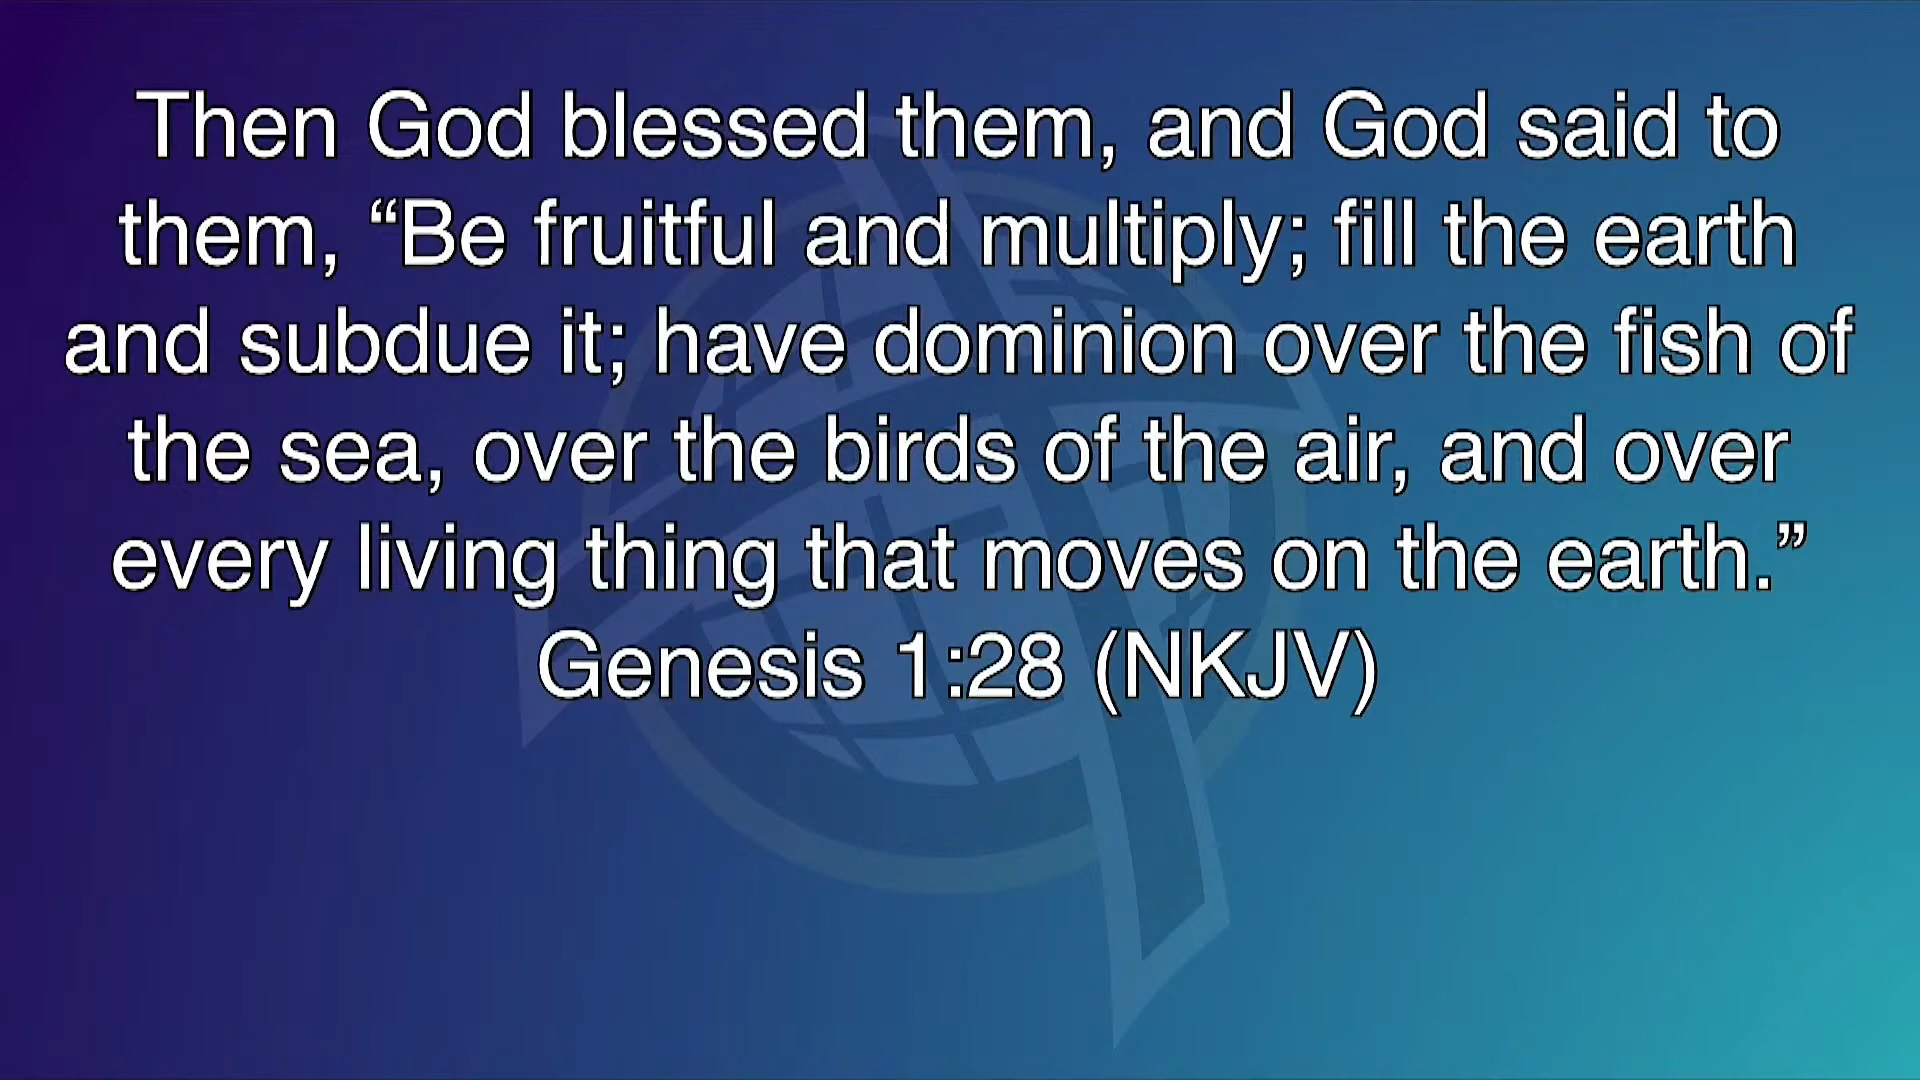 Then God blessed them, and God said to
them, “Be fruitful and multiply; fill the earth
and subdue it; have dominion over the fish of
the sea, over the birds of the air, and over
every living thing that moves on the earth.”
Genesis 1:28 (NKJV)